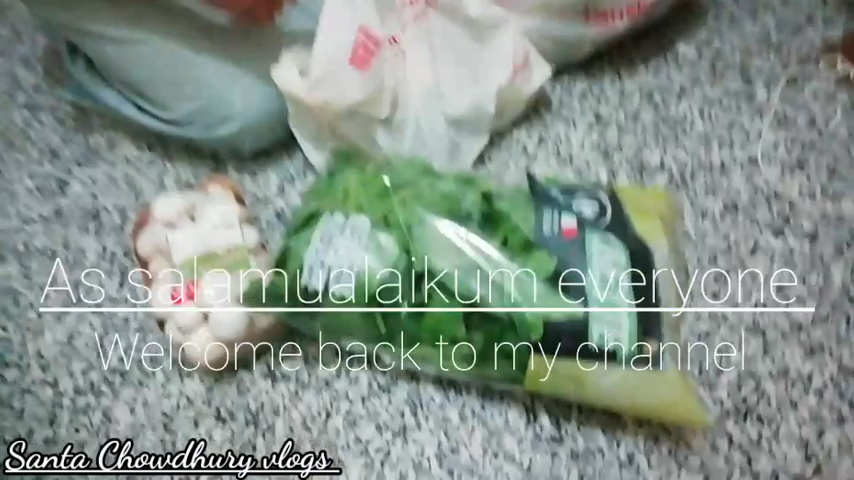 As salamualaikum everyone
Welcome back to my channel
Santa Chowdhury vlogs